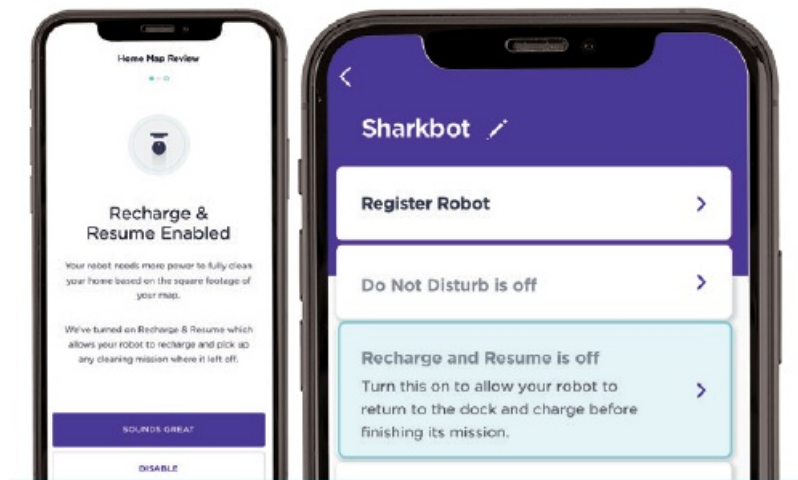 Home Map Review
Recharge &
Resume Enabled
Your robot needs more power to fully clean
your home based on the square footage of
your map.
We've turned on Recharge & Resume which
allows your robot to recharge and pick up
any cleaning mission where it left off.
SOUNDS GREAT
DISABLE
Sharkbot
Register Robot
Do Not Disturb is off
Recharge and Resume is off
Turn this on to allow your robot to
return to the dock and charge before
finishing its mission.